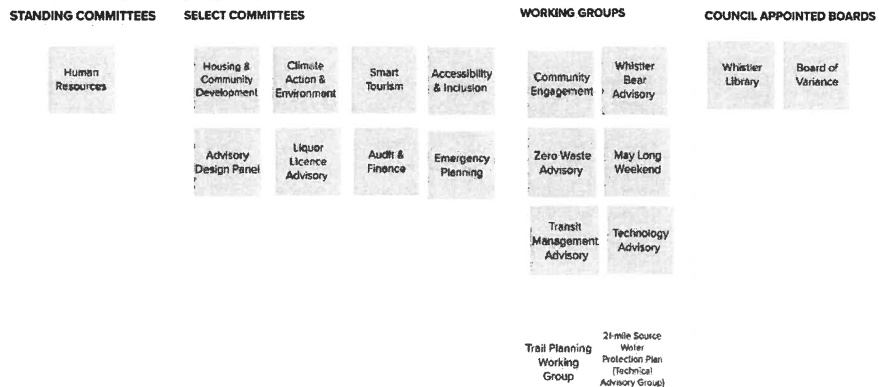 STANDING COMMITTEES
Human
Resources
SELECT COMMITTEES
Housing &
Community
Development
Climate
Action &
Environment
Smart
Tourism
Accessibility
& Inclusion
Advisory
Design Panel
Liquor
Licence
Advisory
Audit &
Finance
Emergency
Planning
WORKING GROUPS
Community
Engagement
Whistler
Bear
Advisory
Zero Waste
Advisory
May Long
Weekend
Transit
Management
Advisory
Technology
Advisory
Trail Planning
Working
Group
21-mile Source
Water
Protection Plan
(Technical
Advisory Group)
COUNCIL APPOINTED BOARDS
Whistler
Library
Board of
Variance